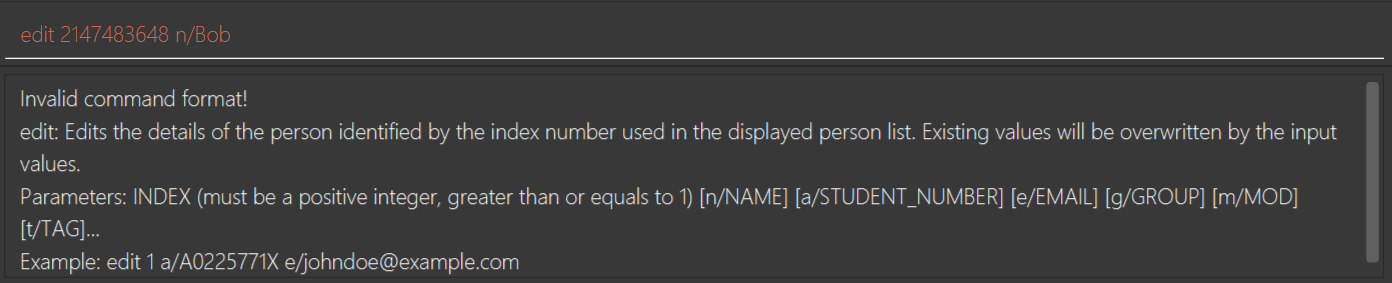 edit 2147483648 n/Bob
Invalid command format!
edit: Edits the details of the person identified by the index number used in the displayed person list. Existing values will be overwritten by the input
values.
Parameters: INDEX (must be a positive integer, greater than or equals to 1) [n/NAME] [a/STUDENT_NUMBER] [e/EMAIL] [g/GROUP] [m/MOD]
[t/TAG]...
Example: edit 1 a/A0225771X e/johndoe@example.com